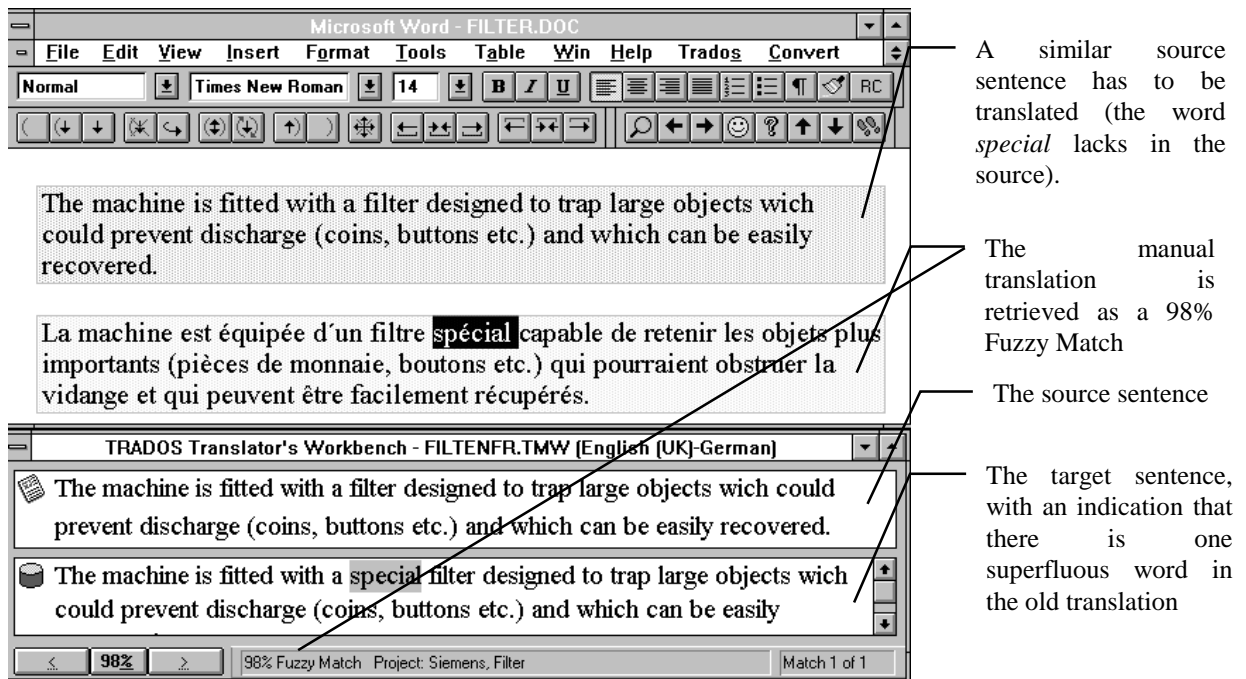 Microsoft Word - FILTER.DOC
File Edit View Insert Format Tools Table Win Help Trados Convert
Normal Times New Roman 14 B I U RC
The machine is fitted with a filter designed to trap large objects wich
could prevent discharge (coins, buttons etc.) and which can be easily
recovered.
La machine est équipée d´un filtre spécial capable de retenir les objets plus
importants (pièces de monnaie, boutons etc.) qui pourraient obstruer la
vidange et qui peuvent être facilement récupérés.
TRADOS Translator's Workbench - FILTENFR.TMW (English (UK)-German)
The machine is fitted with a filter designed to trap large objects wich could
prevent discharge (coins, buttons etc.) and which can be easily recovered.
The machine is fitted with a special filter designed to trap large objects wich
could prevent discharge (coins, buttons etc.) and which can be easily
< 98% > 98% Fuzzy Match Project: Siemens, Filter Match 1 of 1
A similar source
sentence has to be
translated (the word
special lacks in the
source).
The manual
translation is
retrieved as a 98%
Fuzzy Match
The source sentence
The target sentence,
with an indication that
there is one
superfluous word in
the old translation